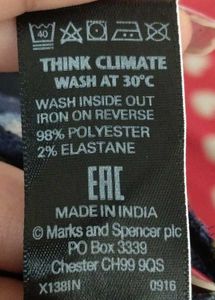 40
THINK CLIMATE
WASH AT 30°C
WASH INSIDE OUT
IRON ON REVERSE
98% POLYESTER
2% ELASTANE
EAC
MADE IN INDIA
© Marks and Spencer plc
PO Box 3339
Chester CH99 9QS
X138IN 0916